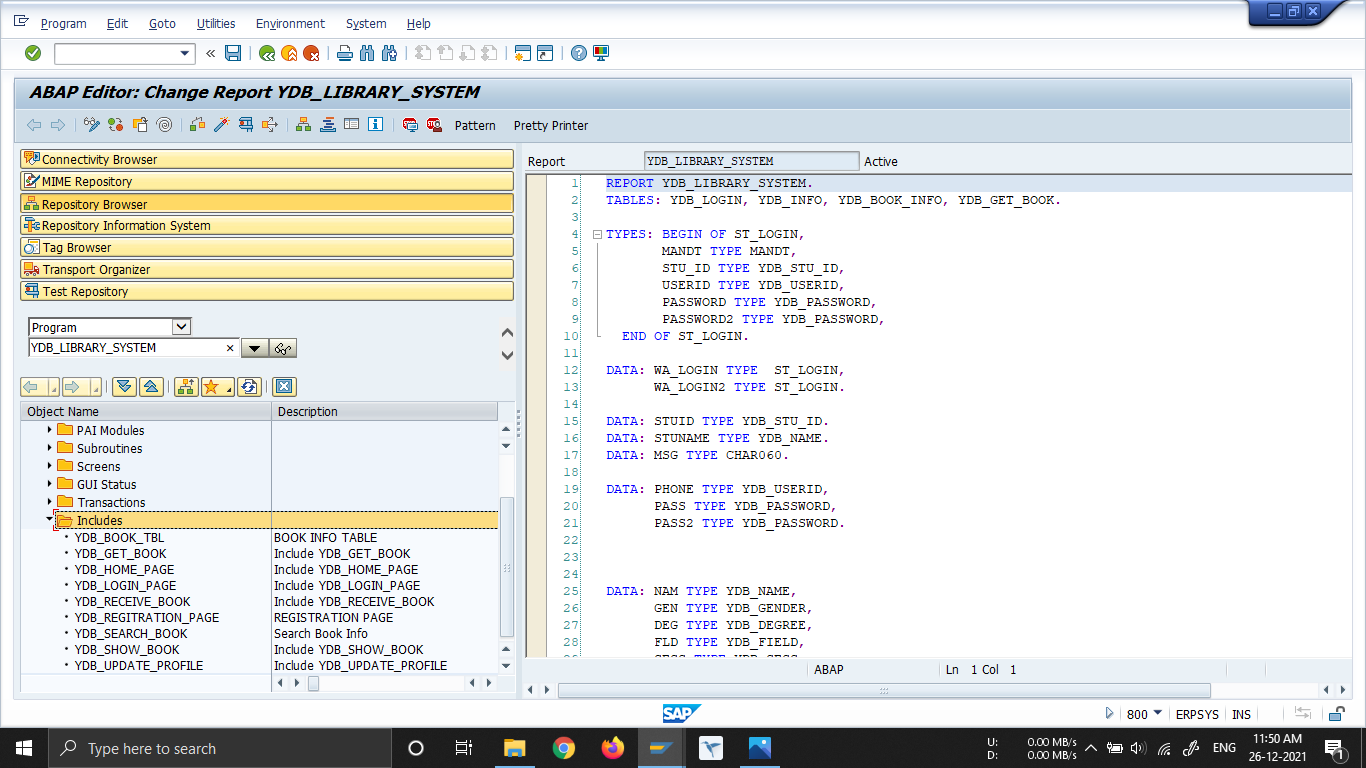 Program Edit Goto Utilities Environment System Help
ABAP Editor: Change Report YDB_LIBRARY_SYSTEM
Pattern Pretty Printer
Connectivity Browser
MIME Repository
Repository Browser
Repository Information System
Tag Browser
Transport Organizer
Test Repository
Program
YDB_LIBRARY_SYSTEM
Object Name Description
PAI Modules
Subroutines
Screens
GUI Status
Transactions
Includes
YDB_BOOK_TBL BOOK INFO TABLE
YDB_GET_BOOK Include YDB_GET_BOOK
YDB_HOME_PAGE Include YDB_HOME_PAGE
YDB_LOGIN_PAGE Include YDB_LOGIN_PAGE
YDB_RECEIVE_BOOK Include YDB_RECEIVE_BOOK
YDB_REGITRATION_PAGE REGISTRATION PAGE
YDB_SEARCH_BOOK Search Book Info
YDB_SHOW_BOOK Include YDB_SHOW_BOOK
YDB_UPDATE_PROFILE Include YDB_UPDATE_PROFILE
Report YDB_LIBRARY_SYSTEM Active
1 REPORT YDB_LIBRARY_SYSTEM.
2 TABLES: YDB_LOGIN, YDB_INFO, YDB_BOOK_INFO, YDB_GET_BOOK.
3
4 TYPES: BEGIN OF ST_LOGIN,
5 MANDT TYPE MANDT,
6 STU_ID TYPE YDB_STU_ID,
7 USERID TYPE YDB_USERID,
8 PASSWORD TYPE YDB_PASSWORD,
9 PASSWORD2 TYPE YDB_PASSWORD,
10 END OF ST_LOGIN.
11
12 DATA: WA_LOGIN TYPE ST_LOGIN,
13 WA_LOGIN2 TYPE ST_LOGIN.
14
15 DATA: STUID TYPE YDB_STU_ID.
16 DATA: STUNAME TYPE YDB_NAME.
17 DATA: MSG TYPE CHAR060.
18
19 DATA: PHONE TYPE YDB_USERID,
20 PASS TYPE YDB_PASSWORD,
21 PASS2 TYPE YDB_PASSWORD.
22
23
24
25 DATA: NAM TYPE YDB_NAME,
26 GEN TYPE YDB_GENDER,
27 DEG TYPE YDB_DEGREE,
28 FLD TYPE YDB_FIELD,
ABAP Ln 1 Col 1
SAP
800 ERPSYS INS
Type here to search
U: 0.00 MB/s
D: 0.00 MB/s
ENG
11:50 AM
26-12-2021
1